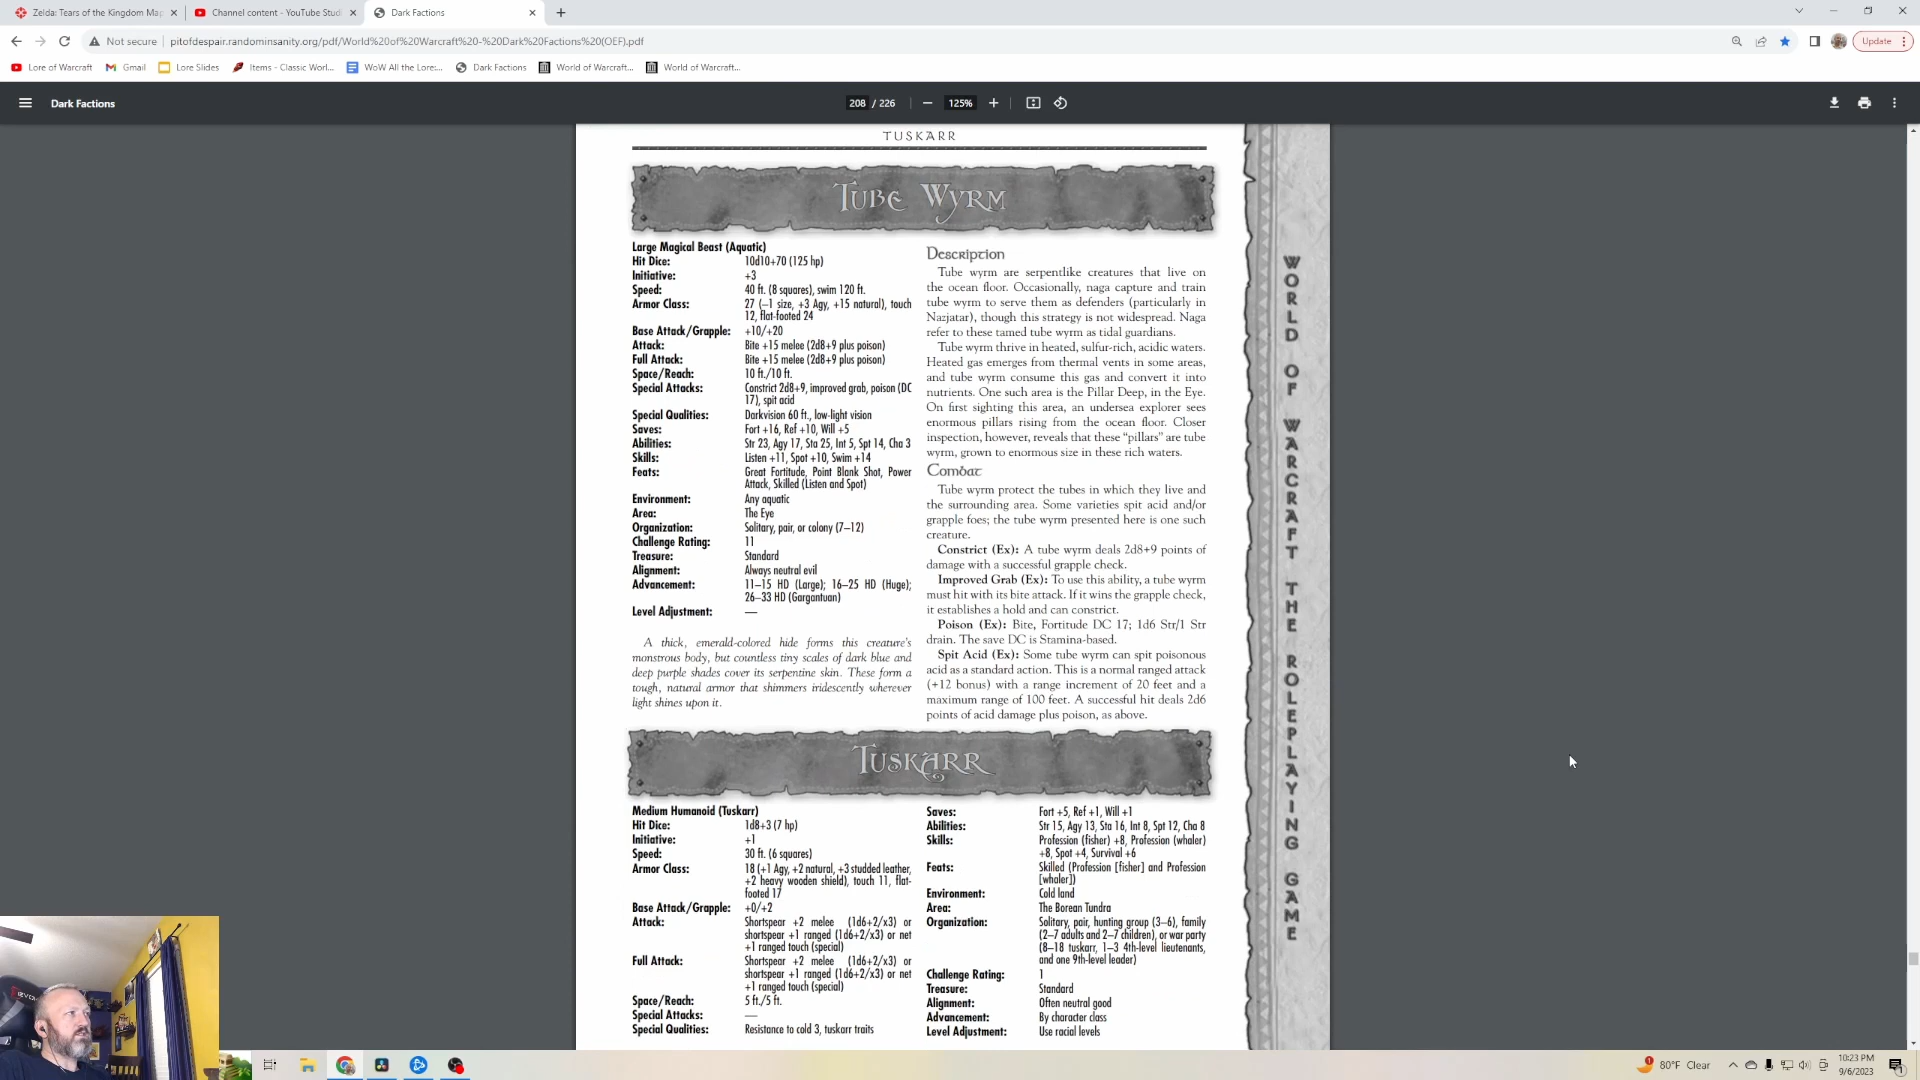 Zelda: Tears of the Kingdom Map
Channel content - YouTube Studi
Dark Factions
Not secure
pitofdespair.randominsanity.org/pdf/World%20of%20Warcraft%20-%20Dark%20Factions%20(OEF).pdf
Update
Lore of Warcraft
Gmail
Lore Slides
Items - Classic Worl...
WoW All the Lore:...
Dark Factions
World of Warcraft...
World of Warcraft...
Dark Factions
208 / 226
125%
TUSKARR
Tube Wyrm
Large Magical Beast (Aquatic)
Hit Dice: 10d10+70 (125 hp)
Initiative: +3
Speed: 40 ft. (8 squares), swim 120 ft.
Armor Class: 27 (–1 size, +3 Agy, +15 natural), touch
12, flat-footed 24
Base Attack/Grapple: +10/+20
Attack: Bite +15 melee (2d8+9 plus poison)
Full Attack: Bite +15 melee (2d8+9 plus poison)
Space/Reach: 10 ft./10 ft.
Special Attacks: Constrict 2d8+9, improved grab, poison (DC
17), spit acid
Special Qualities: Darkvision 60 ft., low-light vision
Saves: Fort +16, Ref +10, Will +5
Abilities: Str 23, Agy 17, Sta 25, Int 5, Spt 14, Cha 3
Skills: Listen +11, Spot +10, Swim +14
Feats: Great Fortitude, Point Blank Shot, Power
Attack, Skilled (Listen and Spot)
Environment: Any aquatic
Area: The Eye
Organization: Solitary, pair, or colony (7–12)
Challenge Rating: 11
Treasure: Standard
Alignment: Always neutral evil
Advancement: 11–15 HD (Large); 16–25 HD (Huge);
26–33 HD (Gargantuan)
Level Adjustment: —
A thick, emerald-colored hide forms this creature's
monstrous body, but countless tiny scales of dark blue and
deep purple shades cover its serpentine skin. These form a
tough, natural armor that shimmers iridescently wherever
light shines upon it.
Description
Tube wyrm are serpentlike creatures that live on
the ocean floor. Occasionally, naga capture and train
tube wyrm to serve them as defenders (particularly in
Nazjatar), though this strategy is not widespread. Naga
refer to these tamed tube wyrm as tidal guardians.
Tube wyrm thrive in heated, sulfur-rich, acidic waters.
Heated gas emerges from thermal vents in some areas,
and tube wyrm consume this gas and convert it into
nutrients. One such area is the Pillar Deep, in the Eye.
On first sighting this area, an undersea explorer sees
enormous pillars rising from the ocean floor. Closer
inspection, however, reveals that these “pillars” are tube
wyrm, grown to enormous size in these rich waters.
Combat
Tube wyrm protect the tubes in which they live and
the surrounding area. Some varieties spit acid and/or
grapple foes; the tube wyrm presented here is one such
creature.
Constrict (Ex): A tube wyrm deals 2d8+9 points of
damage with a successful grapple check.
Improved Grab (Ex): To use this ability, a tube wyrm
must hit with its bite attack. If it wins the grapple check,
it establishes a hold and can constrict.
Poison (Ex): Bite, Fortitude DC 17; 1d6 Str/1 Str
drain. The save DC is Stamina-based.
Spit Acid (Ex): Some tube wyrm can spit poisonous
acid as a standard action. This is a normal ranged attack
(+12 bonus) with a range increment of 20 feet and a
maximum range of 100 feet. A successful hit deals 2d6
points of acid damage plus poison, as above.
Tuskarr
Medium Humanoid (Tuskarr)
Hit Dice: 1d8+3 (7 hp)
Initiative: +1
Speed: 30 ft. (6 squares)
Armor Class: 18 (+1 Agy, +2 natural, +3 studded leather,
+2 heavy wooden shield), touch 11, flat-
footed 17
Base Attack/Grapple: +0/+2
Attack: Shortspear +2 melee (1d6+2/x3) or
shortspear +1 ranged (1d6+2/x3) or net
+1 ranged touch (special)
Full Attack: Shortspear +2 melee (1d6+2/x3) or
shortspear +1 ranged (1d6+2/x3) or net
+1 ranged touch (special)
Space/Reach: 5 ft./5 ft.
Special Attacks: —
Special Qualities: Resistance to cold 3, tuskarr traits
Saves: Fort +5, Ref +1, Will +1
Abilities: Str 15, Agy 13, Sta 16, Int 8, Spt 12, Cha 8
Skills: Profession (fisher) +8, Profession (whaler)
+8, Spot +4, Survival +6
Feats: Skilled (Profession [fisher] and Profession
[whaler])
Environment: Cold land
Area: The Borean Tundra
Organization: Solitary, pair, hunting group (3–6), family
(2–7 adults and 2–7 children), or war party
(8–18 tuskarr, 1–3 4th-level lieutenants,
and one 9th-level leader)
Challenge Rating: 1
Treasure: Standard
Alignment: Often neutral good
Advancement: By character class
Level Adjustment: Use racial levels
WORLD OF WARCRAFT THE ROLEPLAYING GAME
80°F Clear
10:23 PM
9/6/2023